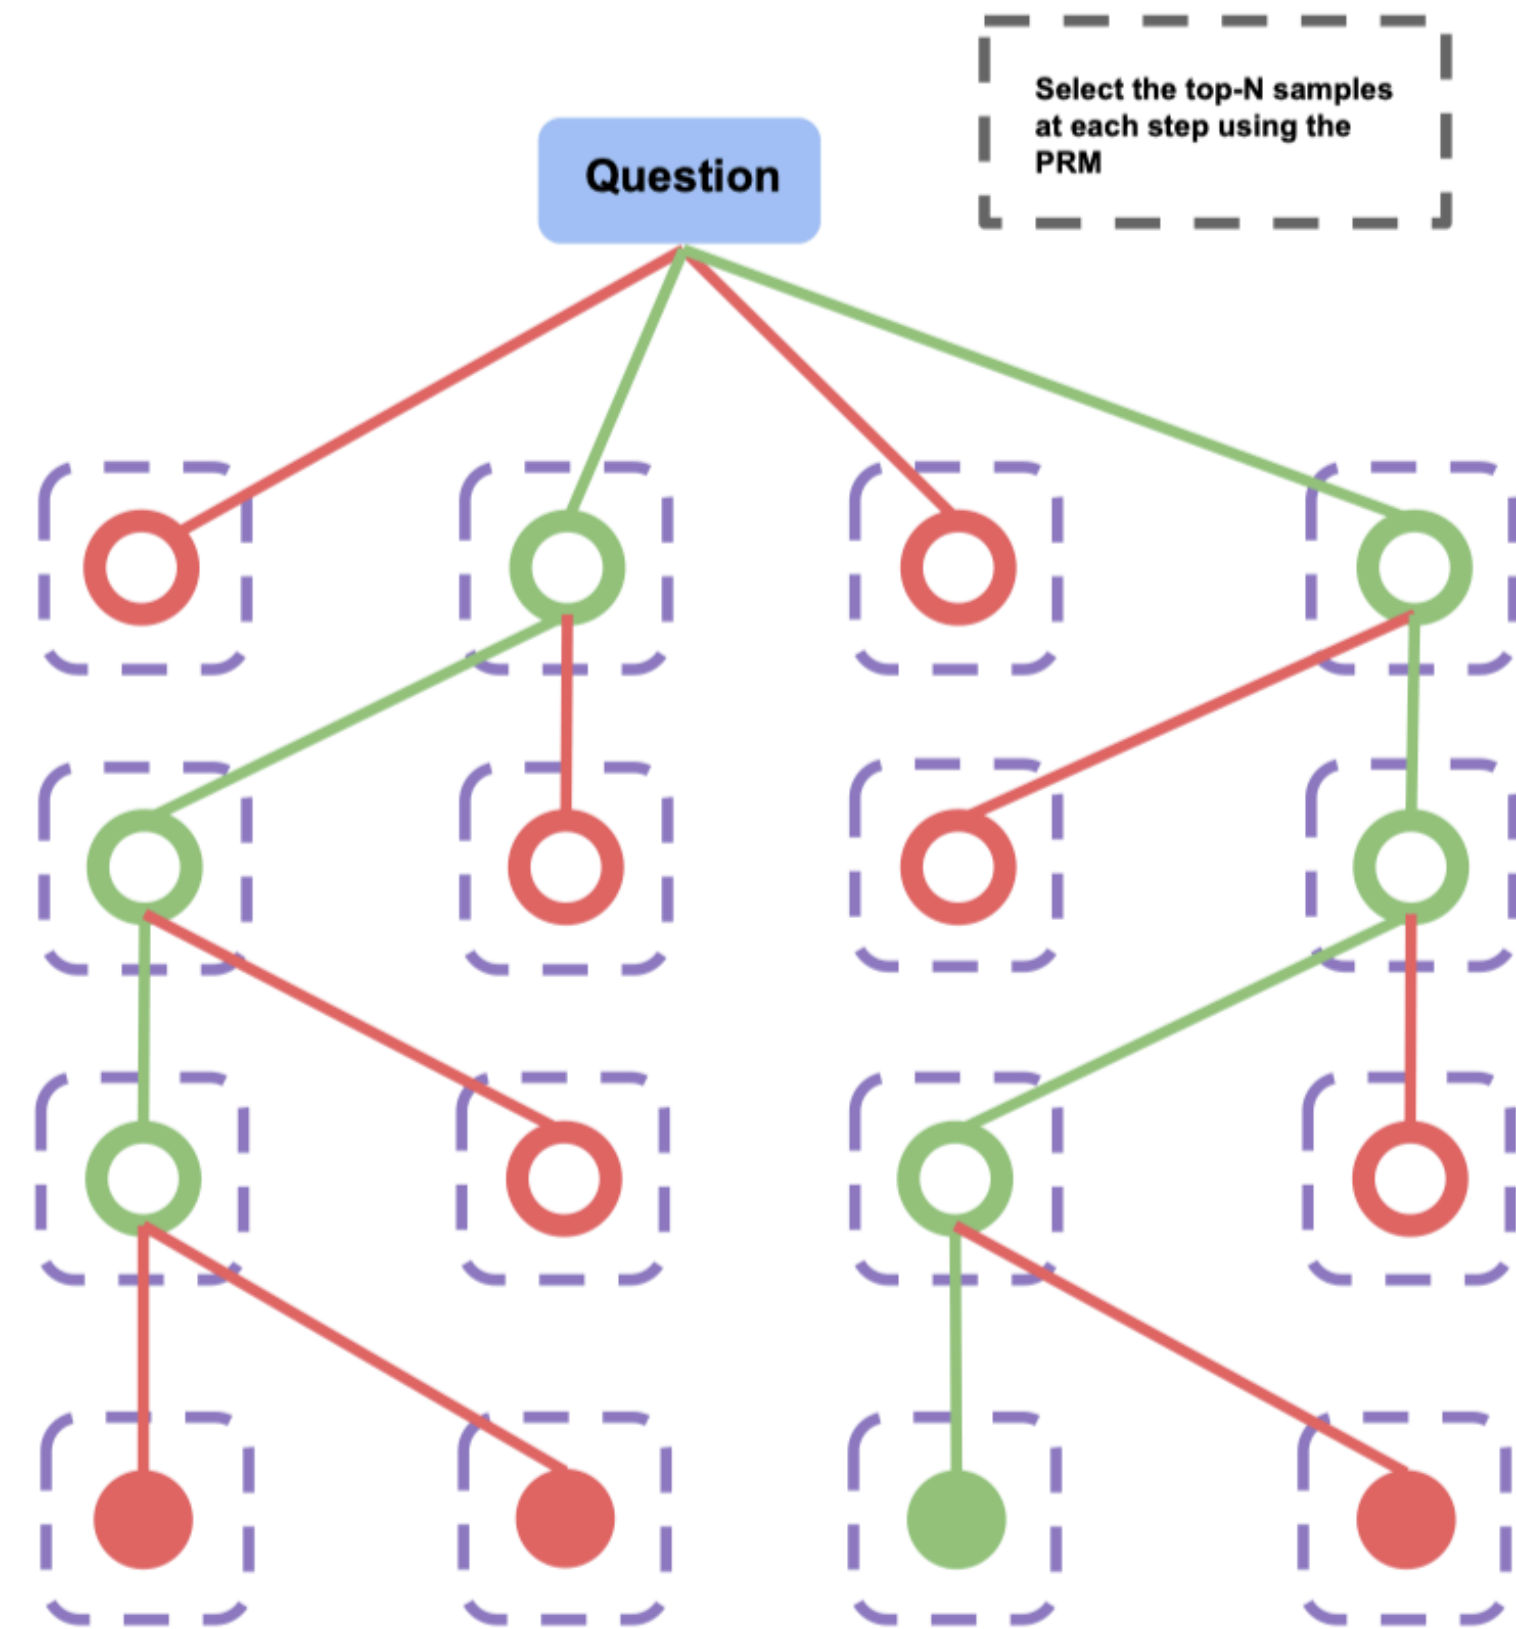 Select the top-N samples
at each step using the
PRM
Question